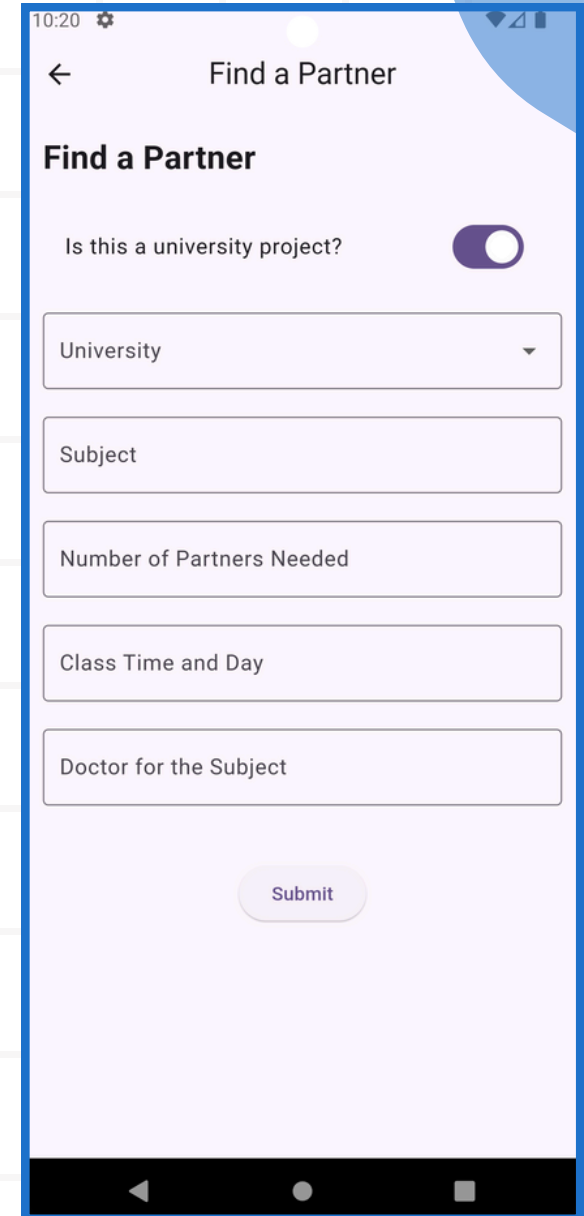 10:20
Find a Partner
Find a Partner
Is this a university project?
University
Subject
Number of Partners Needed
Class Time and Day
Doctor for the Subject
Submit